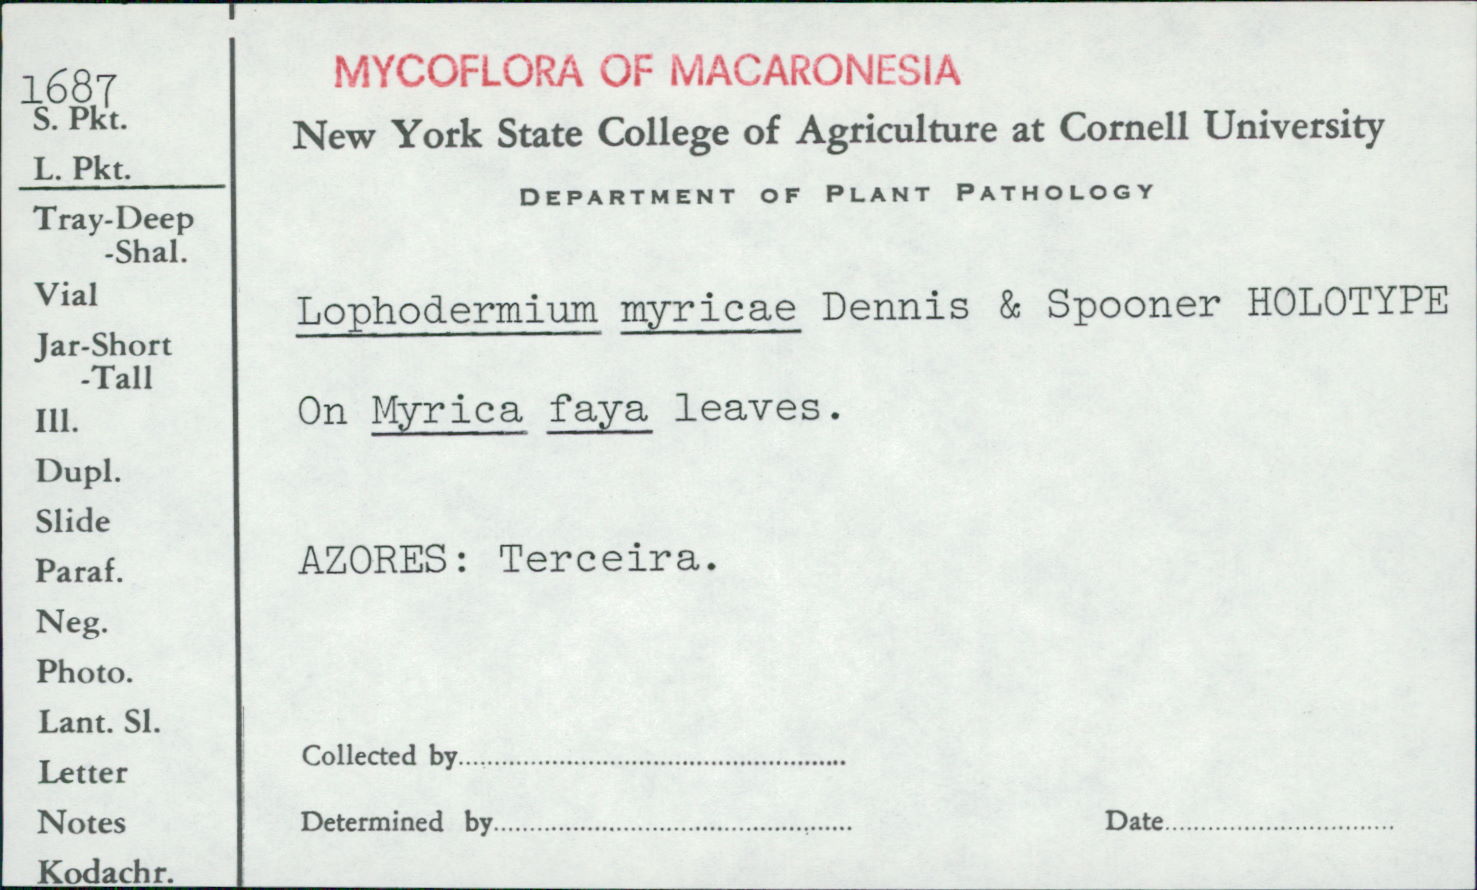 1687
S. Pkt.
L. Pkt.
Tray-Deep
-Shal.
Vial
Jar-Short
-Tall
Ill.
Dupl.
Slide
Paraf.
Neg.
Photo.
Lant. Sl.
Letter
Notes
Kodachr.
MYCOFLORA OF MACARONESIA
New York State College of Agriculture at Cornell University
DEPARTMENT OF PLANT PATHOLOGY
Lophodermium myricae Dennis & Spooner HOLOTYPE
On Myrica faya leaves.
AZORES: Terceira.
Collected by
Determined by Date